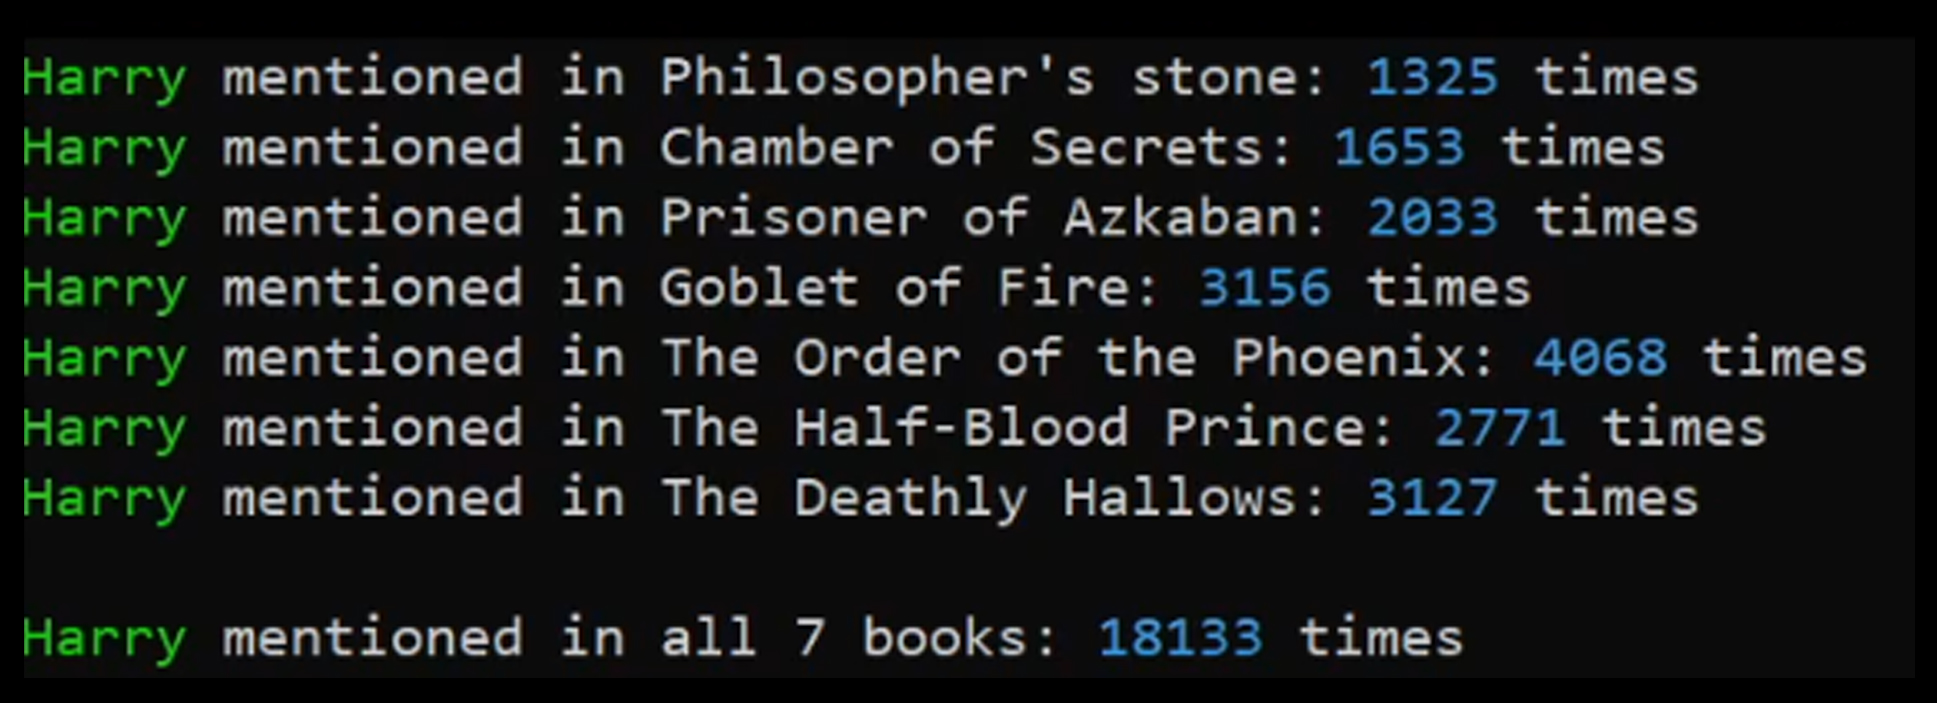 Harry mentioned in Philosopher's stone: 1325 times
Harry mentioned in Chamber of Secrets: 1653 times
Harry mentioned in Prisoner of Azkaban: 2033 times
Harry mentioned in Goblet of Fire: 3156 times
Harry mentioned in The Order of the Phoenix: 4068 times
Harry mentioned in The Half-Blood Prince: 2771 times
Harry mentioned in The Deathly Hallows: 3127 times
Harry mentioned in all 7 books: 18133 times